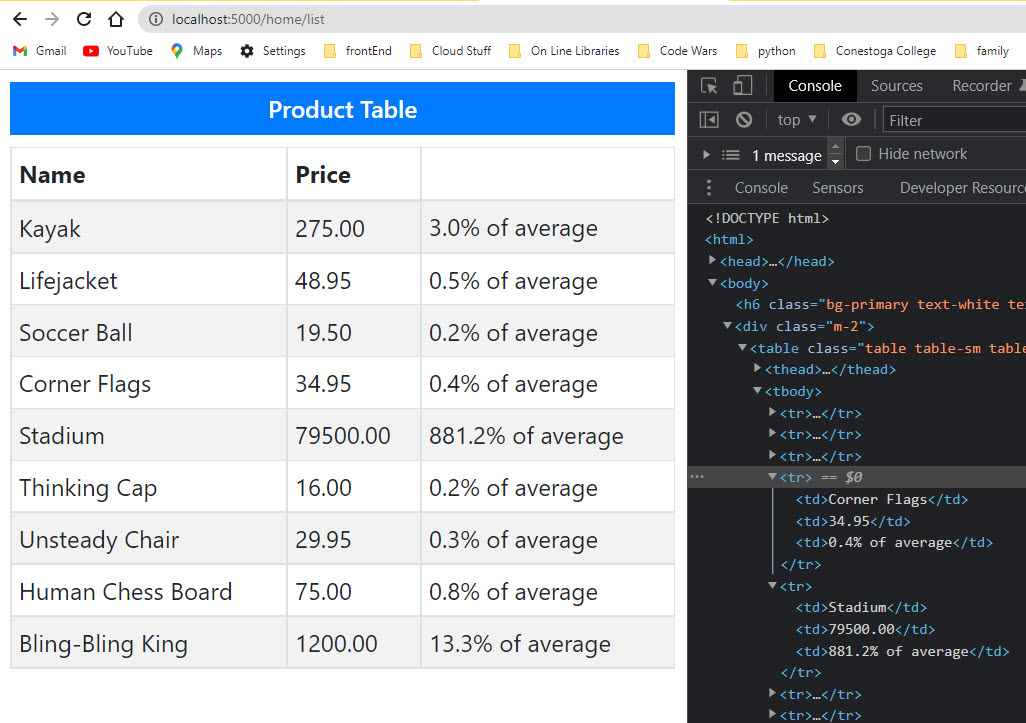 localhost:5000/home/list
Gmail YouTube Maps Settings frontEnd Cloud Stuff On Line Libraries Code Wars python Conestoga College family
Product Table
Name Price
Kayak 275.00 3.0% of average
Lifejacket 48.95 0.5% of average
Soccer Ball 19.50 0.2% of average
Corner Flags 34.95 0.4% of average
Stadium 79500.00 881.2% of average
Thinking Cap 16.00 0.2% of average
Unsteady Chair 29.95 0.3% of average
Human Chess Board 75.00 0.8% of average
Bling-Bling King 1200.00 13.3% of average
Console Sources Recorder
top Filter
1 message Hide network
Console Sensors Developer Resourc
<!DOCTYPE html>
<html>
<head>…</head>
<body>
<h6 class="bg-primary text-white te
<div class="m-2">
<table class="table table-sm table
<thead>…</thead>
<tbody>
<tr>…</tr>
<tr>…</tr>
<tr>…</tr>
<tr> == $0
<td>Corner Flags</td>
<td>34.95</td>
<td>0.4% of average</td>
</tr>
<tr>
<td>Stadium</td>
<td>79500.00</td>
<td>881.2% of average</td>
</tr>
<tr>…</tr>
<tr>…</tr>